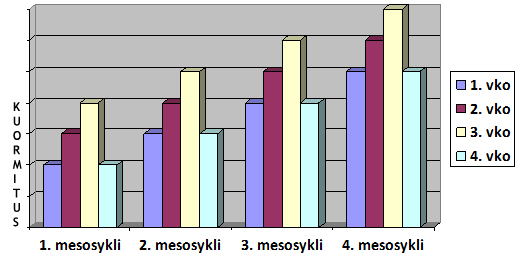 KUORMITUS
1. mesosykli
2. mesosykli
3. mesosykli
4. mesosykli
1. vko
2. vko
3. vko
4. vko